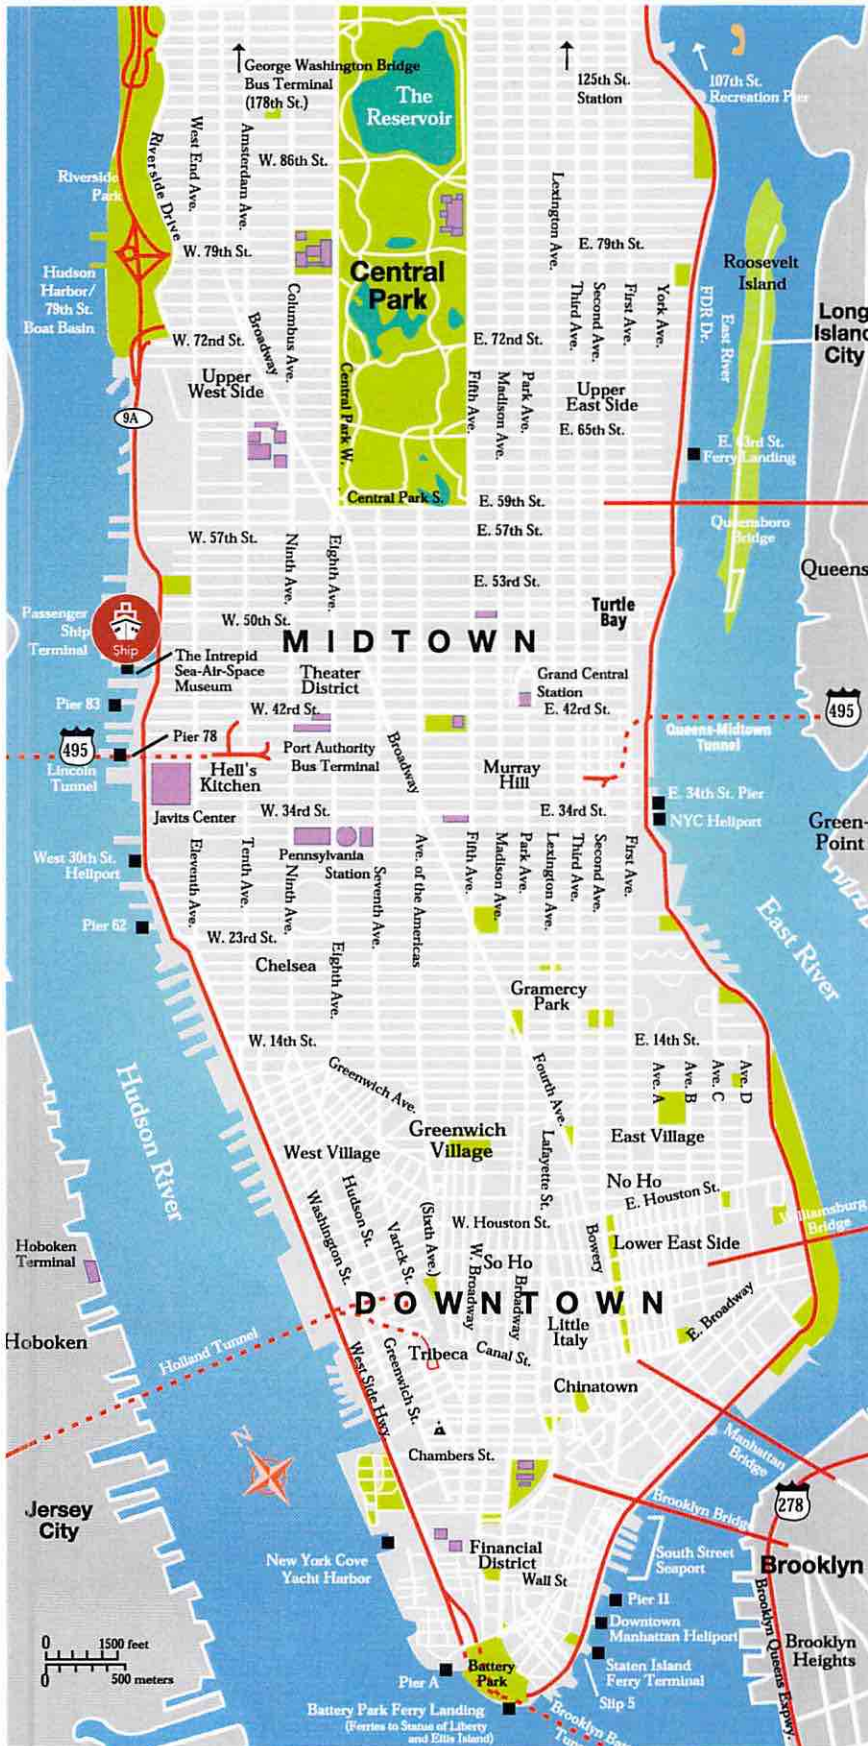 George Washington Bridge
Bus Terminal
(178th St.)
The
Reservoir
125th St.
Station
107th St.
Recreation Pier
Riverside
Park
Riverside Drive
West End Ave.
Amsterdam Ave.
W. 86th St.
Lexington Ave.
W. 79th St.
E. 79th St.
Hudson
Harbor/
79th St.
Boat Basin
Central
Park
Roosevelt
Island
Broadway
Columbus Ave.
Third Ave.
Second Ave.
First Ave.
York Ave.
FDR Dr.
East River
Long
Island
City
W. 72nd St.
E. 72nd St.
Upper
West Side
Central Park W.
Fifth Ave.
Madison Ave.
Park Ave.
Upper
East Side
9A
E. 65th St.
E. 63rd St.
Ferry Landing
Central Park S.
E. 59th St.
W. 57th St.
E. 57th St.
Queensboro
Bridge
Ninth Ave.
Eighth Ave.
E. 53rd St.
Queens
Passenger
Ship
Terminal
Ship
W. 50th St.
Turtle
Bay
MIDTOWN
The Intrepid
Sea-Air-Space
Museum
Theater
District
Grand Central
Station
Pier 83
W. 42rd St.
E. 42rd St.
495
495
Pier 78
Port Authority
Bus Terminal
Broadway
Queens-Midtown
Tunnel
Lincoln
Tunnel
Hell's
Kitchen
Murray
Hill
Javits Center
W. 34rd St.
E. 34rd St.
E. 34th St. Pier
NYC Heliport
Green-
Point
Pennsylvania
Station
West 30th St.
Heliport
Eleventh Ave.
Tenth Ave.
Ninth Ave.
Seventh Ave.
Ave. of the Americas
Fifth Ave.
Madison Ave.
Park Ave.
Lexington Ave.
Third Ave.
Second Ave.
First Ave.
Pier 62
W. 23rd St.
East River
Chelsea
Eighth Ave.
Gramercy
Park
W. 14th St.
E. 14th St.
Hudson River
Greenwich Ave.
Fourth Ave.
Ave. A
Ave. B
Ave. C
Ave. D
Greenwich
Village
Lafayette St.
East Village
West Village
No Ho
E. Houston St.
Washington St.
Hudson St.
Varick St.
(Sixth Ave.)
W. Houston St.
Bowery
Williamsburg
Bridge
Hoboken
Terminal
W. Broadway
So Ho
Broadway
Lower East Side
DOWNTOWN
E. Broadway
Hoboken
Holland Tunnel
Little
Italy
West Side Hwy.
Greenwich St.
Tribeca
Canal St.
Chinatown
N
Chambers St.
Manhattan
Bridge
Jersey
City
Brooklyn Bridge
278
New York Cove
Yacht Harbor
Financial
District
South Street
Seaport
Brooklyn
Wall St
0
1500 feet
0
500 meters
Pier 11
Downtown
Manhattan Heliport
Brooklyn Queens Expwy.
Brooklyn
Heights
Pier A
Battery
Park
Staten Island
Ferry Terminal
Slip 5
Battery Park Ferry Landing
(Ferries to Statue of Liberty
and Ellis Island)
Brooklyn